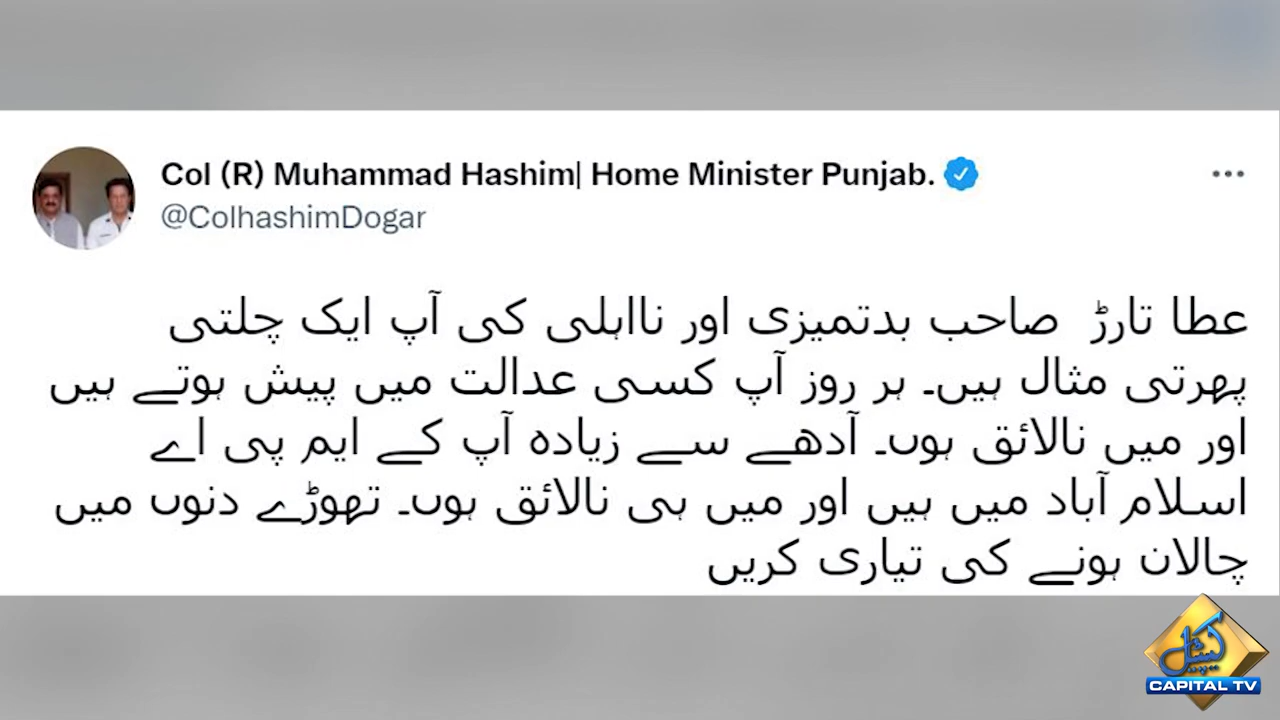 Col (R) Muhammad Hashim| Home Minister Punjab.
@ColhashimDogar
عطا تارڑ صاحب بدتمیزی اور نااہلی کی آپ ایک چلتی
پھرتی مثال ہیں۔ ہر روز آپ کسی عدالت میں پیش ہوتے ہیں
اور میں نالائق ہوں۔ آدھے سے زیادہ آپ کے ایم پی اے
اسلام آباد میں ہیں اور میں ہی نالائق ہوں۔ تھوڑے دنوں میں
چالان ہونے کی تیاری کریں
کیپیٹل
CAPITAL TV